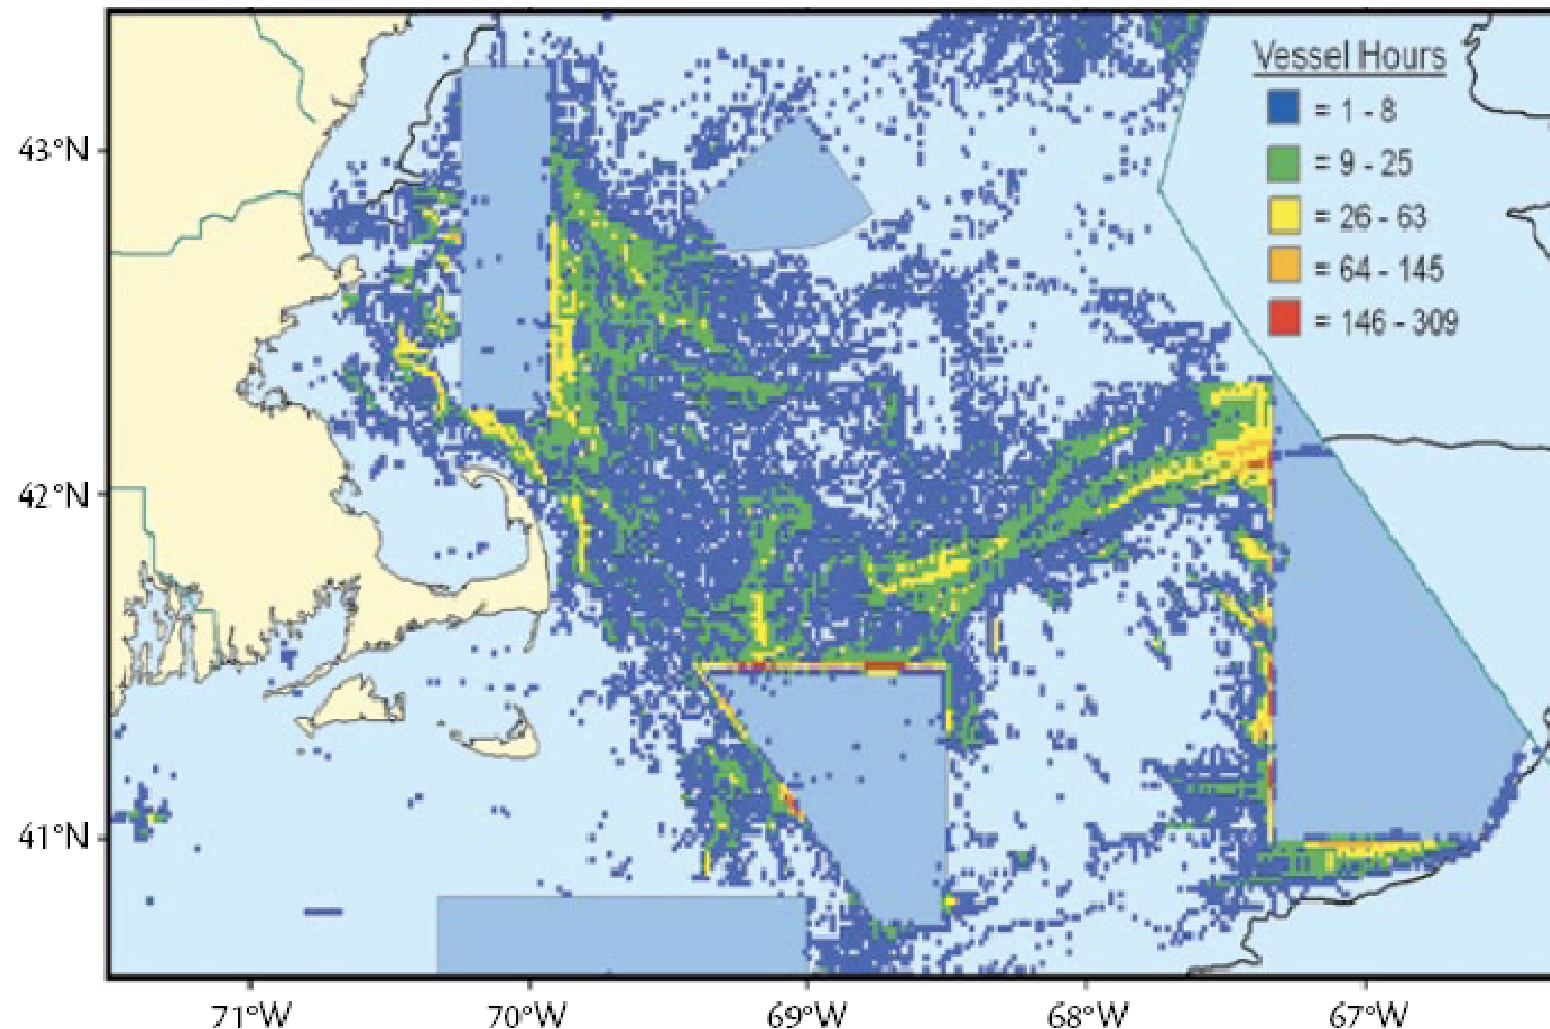 Vessel Hours
= 1 - 8
= 9 - 25
= 26 - 63
= 64 - 145
= 146 - 309
43°N
42°N
41°N
71°W 70°W 69°W 68°W 67°W